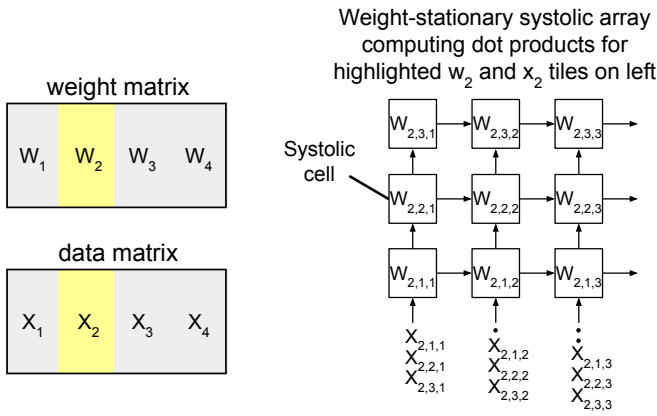 Weight-stationary systolic array
computing dot products for
highlighted w₂ and x₂ tiles on left
weight matrix
W₁ W₂ W₃ W₄
data matrix
X₁ X₂ X₃ X₄
Systolic
cell
W₂,₃,₁ W₂,₃,₂ W₂,₃,₃
W₂,₂,₁ W₂,₂,₂ W₂,₂,₃
W₂,₁,₁ W₂,₁,₂ W₂,₁,₃
X₂,₁,₁
X₂,₂,₁
X₂,₃,₁
X₂,₁,₂
X₂,₂,₂
X₂,₃,₂
X₂,₁,₃
X₂,₂,₃
X₂,₃,₃